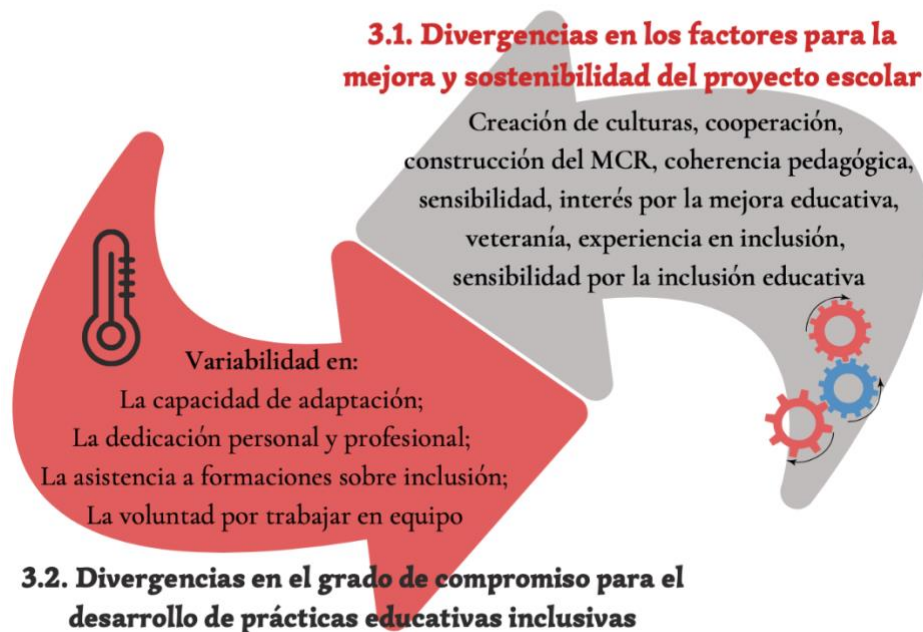 3.1. Divergencias en los factores para la
mejora y sostenibilidad del proyecto escolar
Creación de culturas, cooperación,
construcción del MCR, coherencia pedagógica,
sensibilidad, interés por la mejora educativa,
veteranía, experiencia en inclusión,
sensibilidad por la inclusión educativa
Variabilidad en:
La capacidad de adaptación;
La dedicación personal y profesional;
La asistencia a formaciones sobre inclusión;
La voluntad por trabajar en equipo
3.2. Divergencias en el grado de compromiso para el
desarrollo de prácticas educativas inclusivas